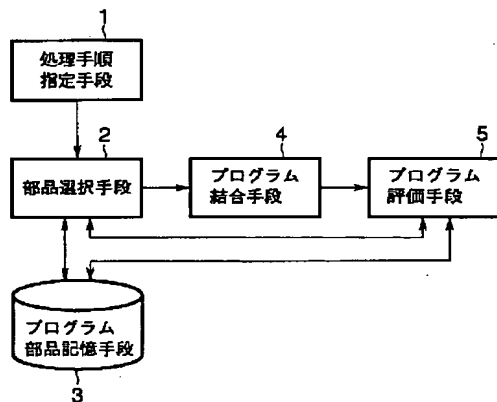 1
処理手順
指定手段
2
部品選択手段
4
プログラム
結合手段
5
プログラム
評価手段
プログラム
部品記憶手段
3